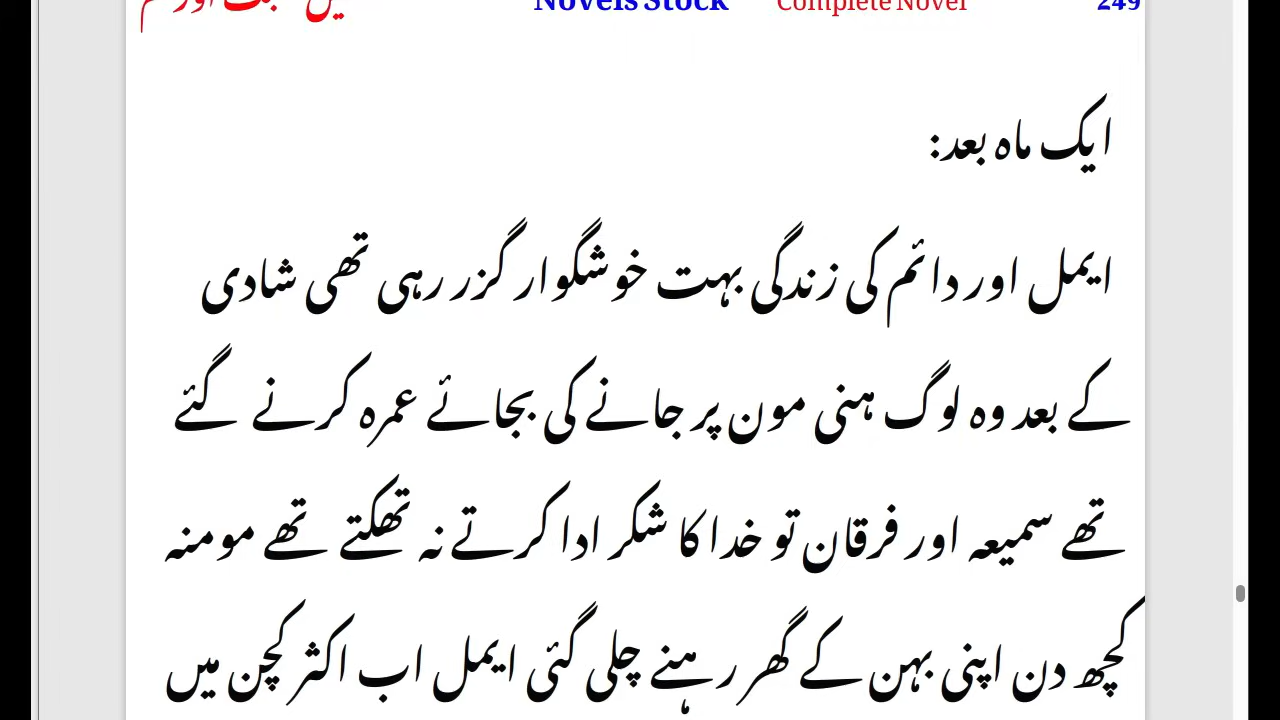 اور Novels Stock Complete Novel 249
ایک ماہ بعد:
ایمل اور دائم کی زندگی بہت خوشگوار گزر رہی تھی شادی
کے بعد وہ لوگ ہنی مون پر جانے کی بجائے عمرہ کرنے گئے
تھے سمیعہ اور فرقان تو خدا کا شکر ادا کرتے نہ تھکتے تھے مومنہ
کچھ دن اپنی بہن کے گھر رہنے چلی گئی ایمل اب اکثر کچن میں